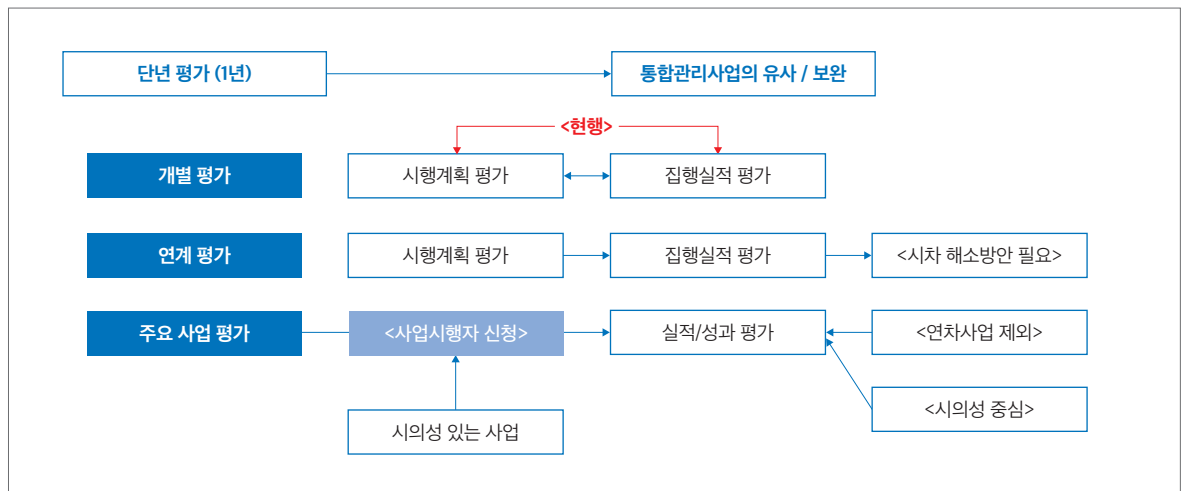 단년 평가 (1년)
통합관리사업의 유사 / 보완
<현행>
개별 평가
시행계획 평가
집행실적 평가
연계 평가
시행계획 평가
집행실적 평가
<시차 해소방안 필요>
주요 사업 평가
<사업시행자 신청>
실적/성과 평가
<연차사업 제외>
<시의성 중심>
시의성 있는 사업